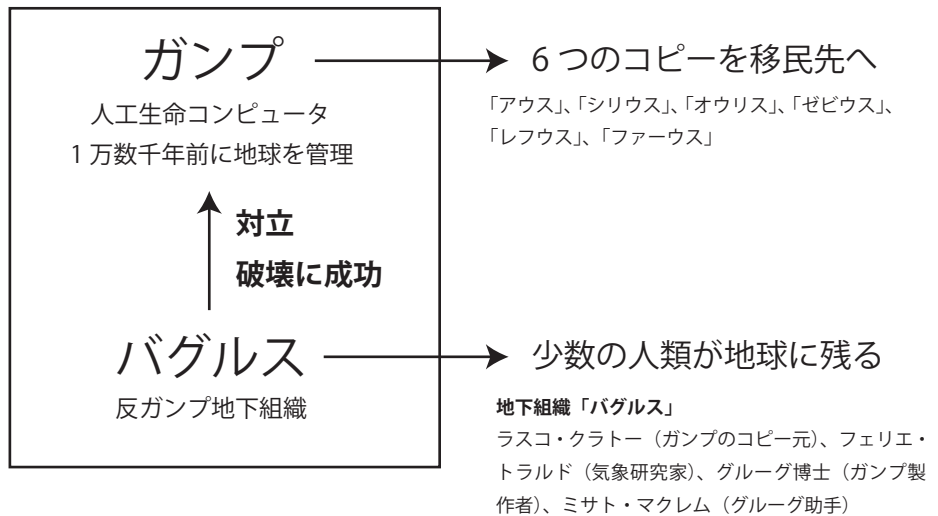 ガンプ
人工生命コンピュータ
1 万数千年前に地球を管理
6 つのコピーを移民先へ
「アウス」、「シリウス」、「オウリス」、「ゼビウス」、
「レフウス」、「ファーウス」
対立
破壊に成功
バグルス
反ガンプ地下組織
少数の人類が地球に残る
地下組織「バグルス」
ラスコ・クラトー（ガンプのコピー元）、フェリエ・
トラルド（気象研究家）、グルーグ博士（ガンプ製
作者）、ミサト・マクレム（グルーグ助手）